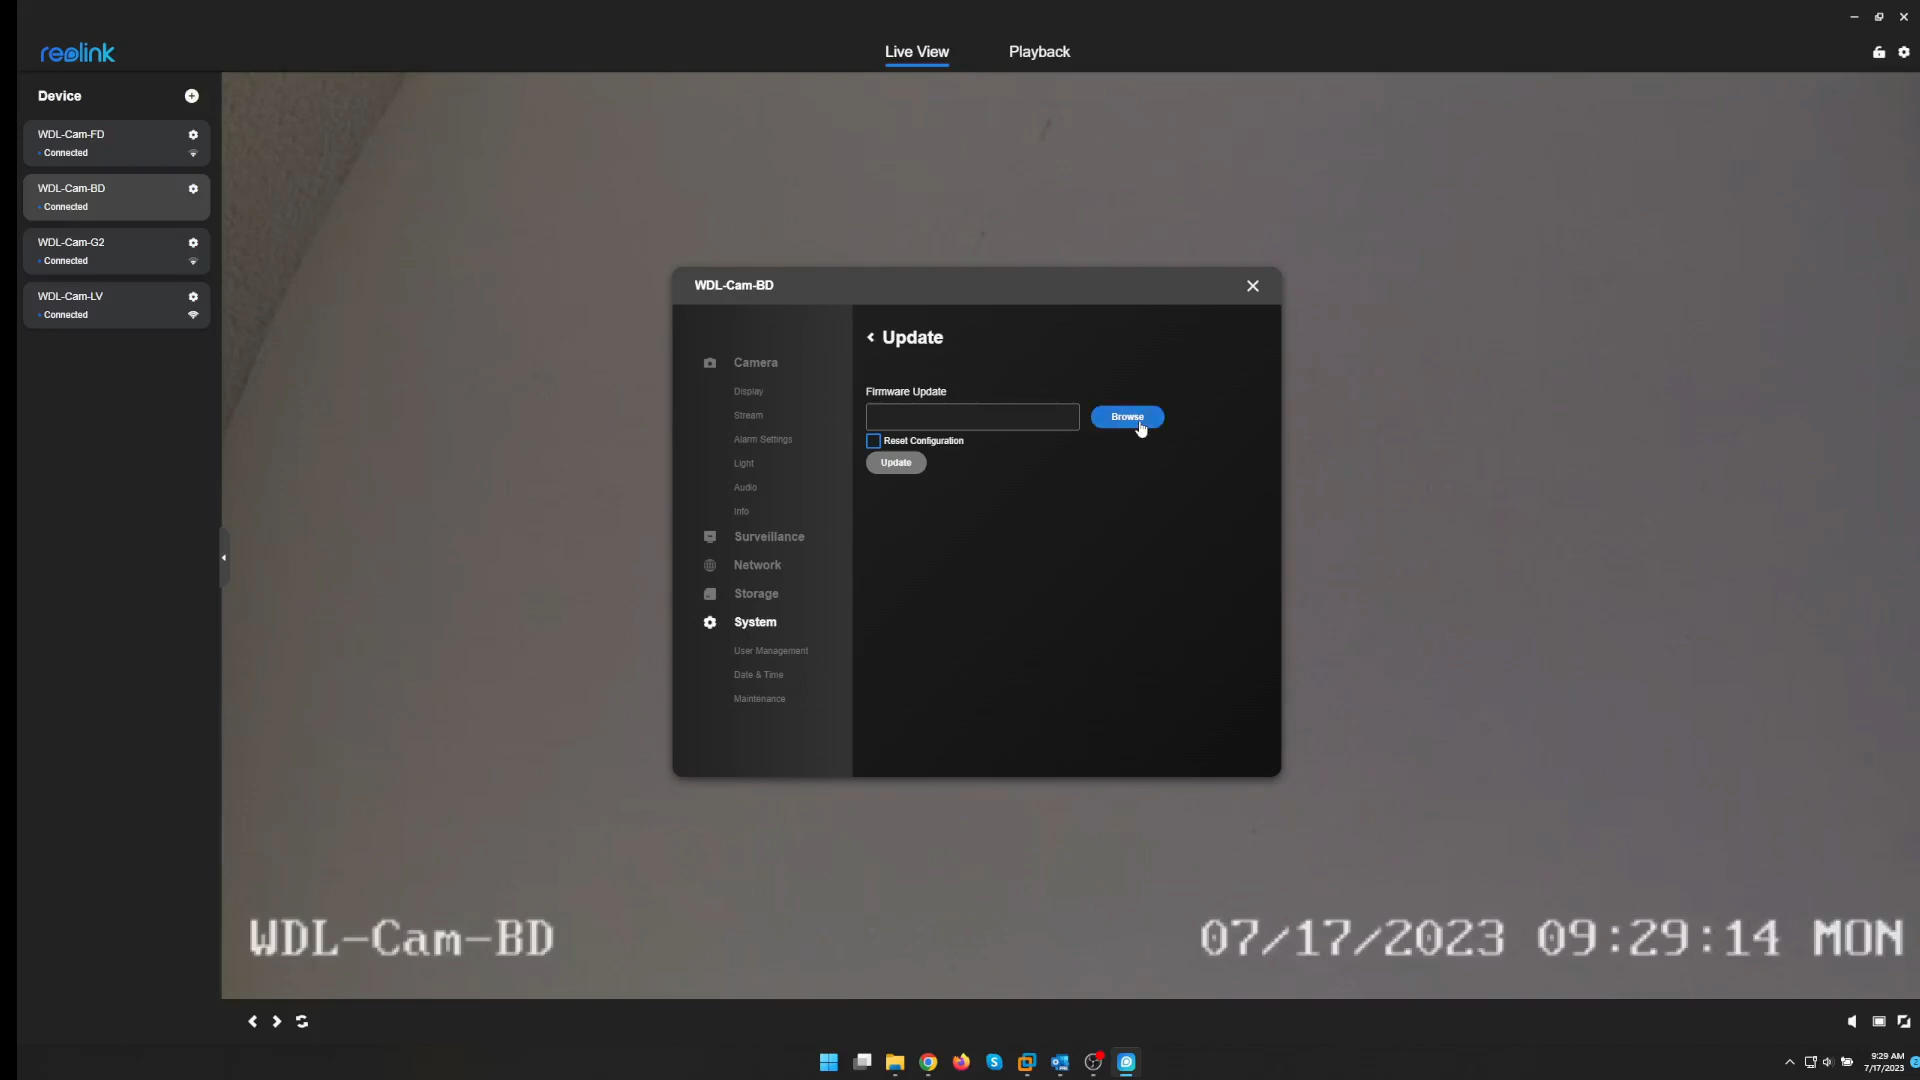 reolink
Live View
Playback
Device
WDL-Cam-FD
Connected
WDL-Cam-BD
Connected
WDL-Cam-G2
Connected
WDL-Cam-LV
Connected
WDL-Cam-BD
Camera
Display
Stream
Alarm Settings
Light
Audio
Info
Surveillance
Network
Storage
System
User Management
Date & Time
Maintenance
Update
Firmware Update
Browse
Reset Configuration
Update
WDL-Cam-BD
07/17/2023 09:29:14 MON
9:29 AM
7/17/2023